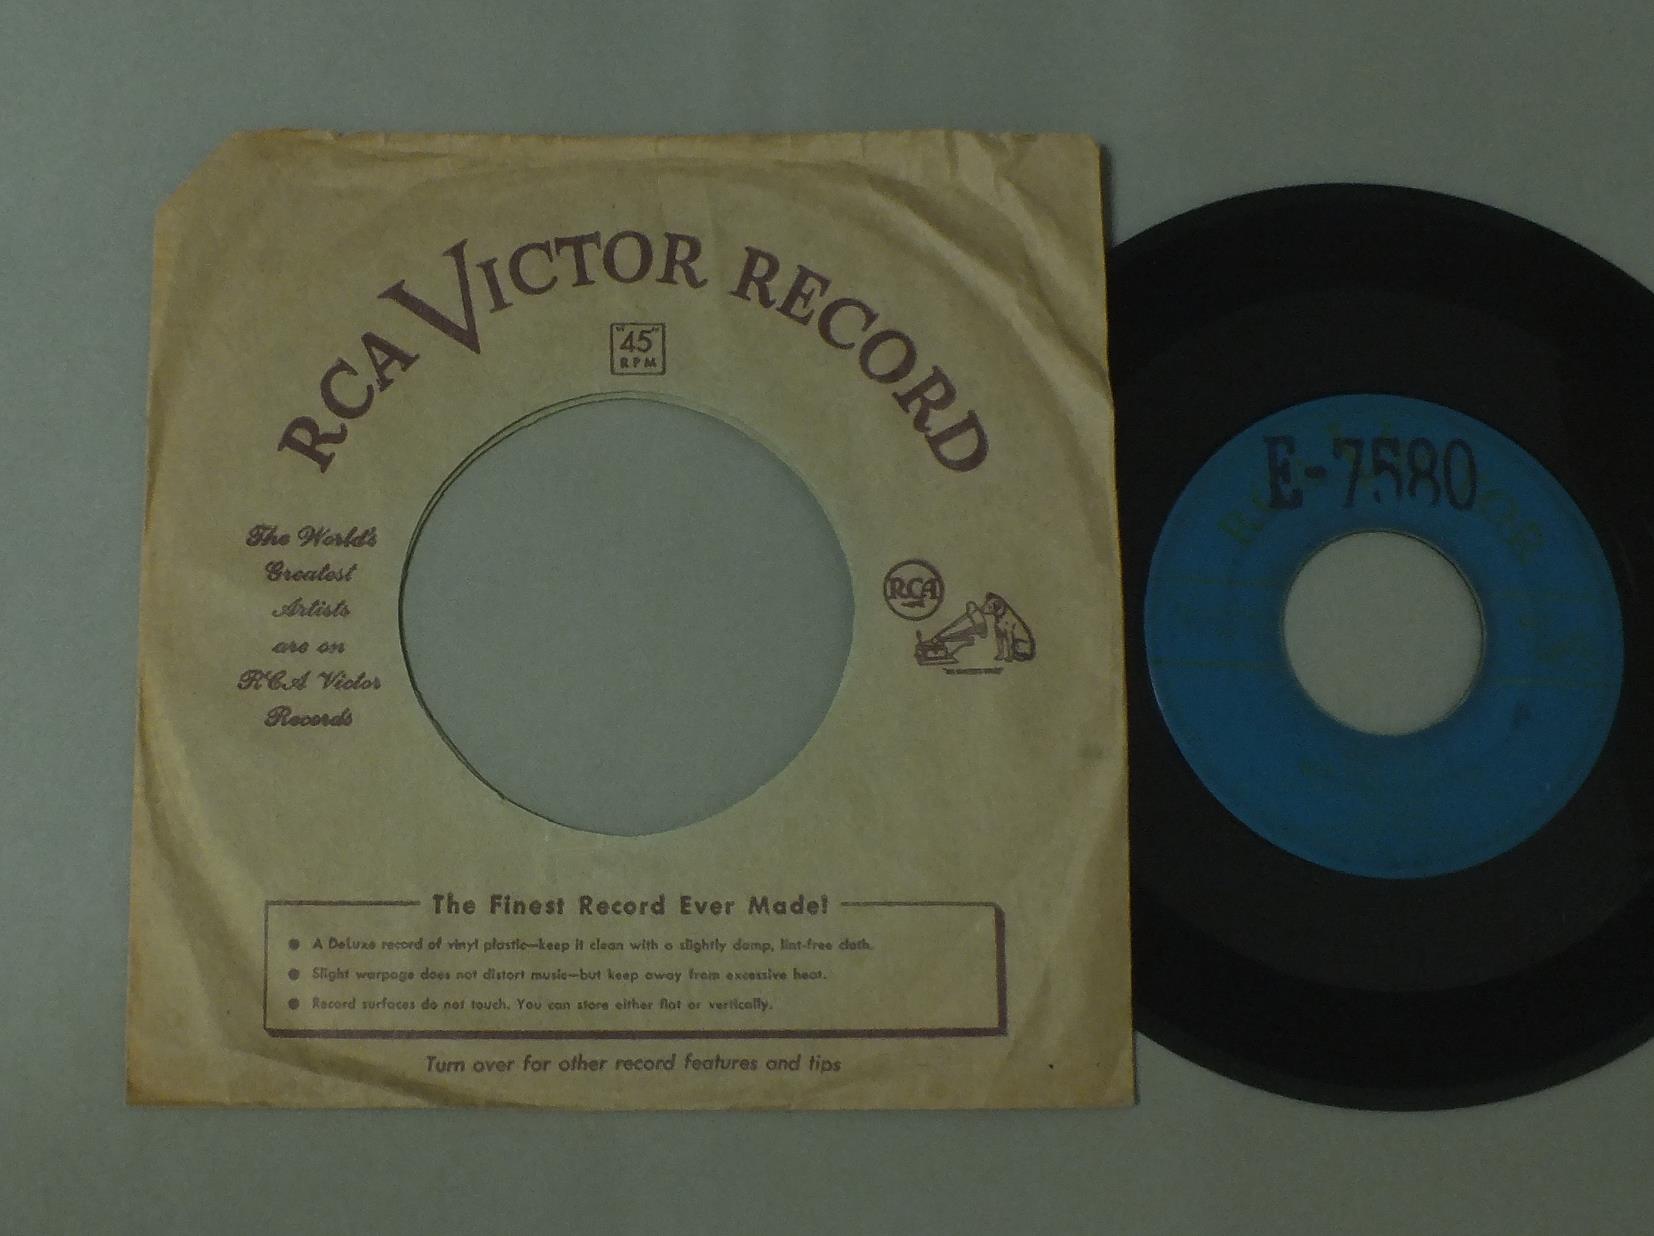 RCA VICTOR RECORD
"45"
RPM
The World's
Greatest
Artists
are on
RCA Victor
Records
RCA
The Finest Record Ever Made!
● A DeLuxe record of vinyl plastic—keep it clean with a slightly damp, lint-free cloth.
● Slight warpage does not distort music—but keep away from excessive heat.
● Record surfaces do not touch. You can store either flat or vertically.
Turn over for other record features and tips
E-7580